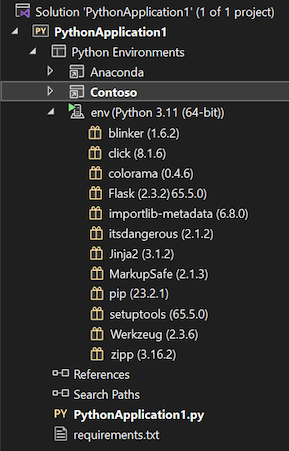 Solution 'PythonApplication1' (1 of 1 project)
PY PythonApplication1
Python Environments
Anaconda
Contoso
env (Python 3.11 (64-bit))
blinker (1.6.2)
click (8.1.6)
colorama (0.4.6)
Flask (2.3.2) 65.5.0)
importlib-metadata (6.8.0)
itsdangerous (2.1.2)
Jinja2 (3.1.2)
MarkupSafe (2.1.3)
pip (23.2.1)
setuptools (65.5.0)
Werkzeug (2.3.6)
zipp (3.16.2)
References
Search Paths
PY PythonApplication1.py
requirements.txt